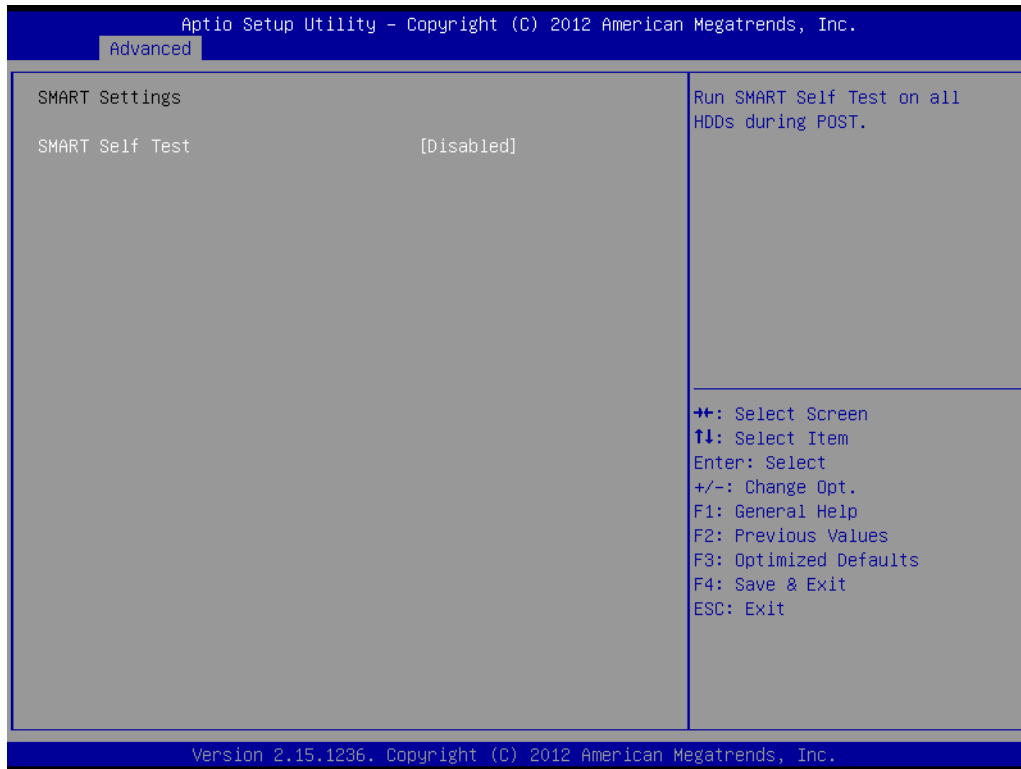 Aptio Setup Utility – Copyright (C) 2012 American Megatrends, Inc.
Advanced
SMART Settings
SMART Self Test [Disabled]
Run SMART Self Test on all
HDDs during POST.
→←: Select Screen
↑↓: Select Item
Enter: Select
+/-: Change Opt.
F1: General Help
F2: Previous Values
F3: Optimized Defaults
F4: Save & Exit
ESC: Exit
Version 2.15.1236. Copyright (C) 2012 American Megatrends, Inc.